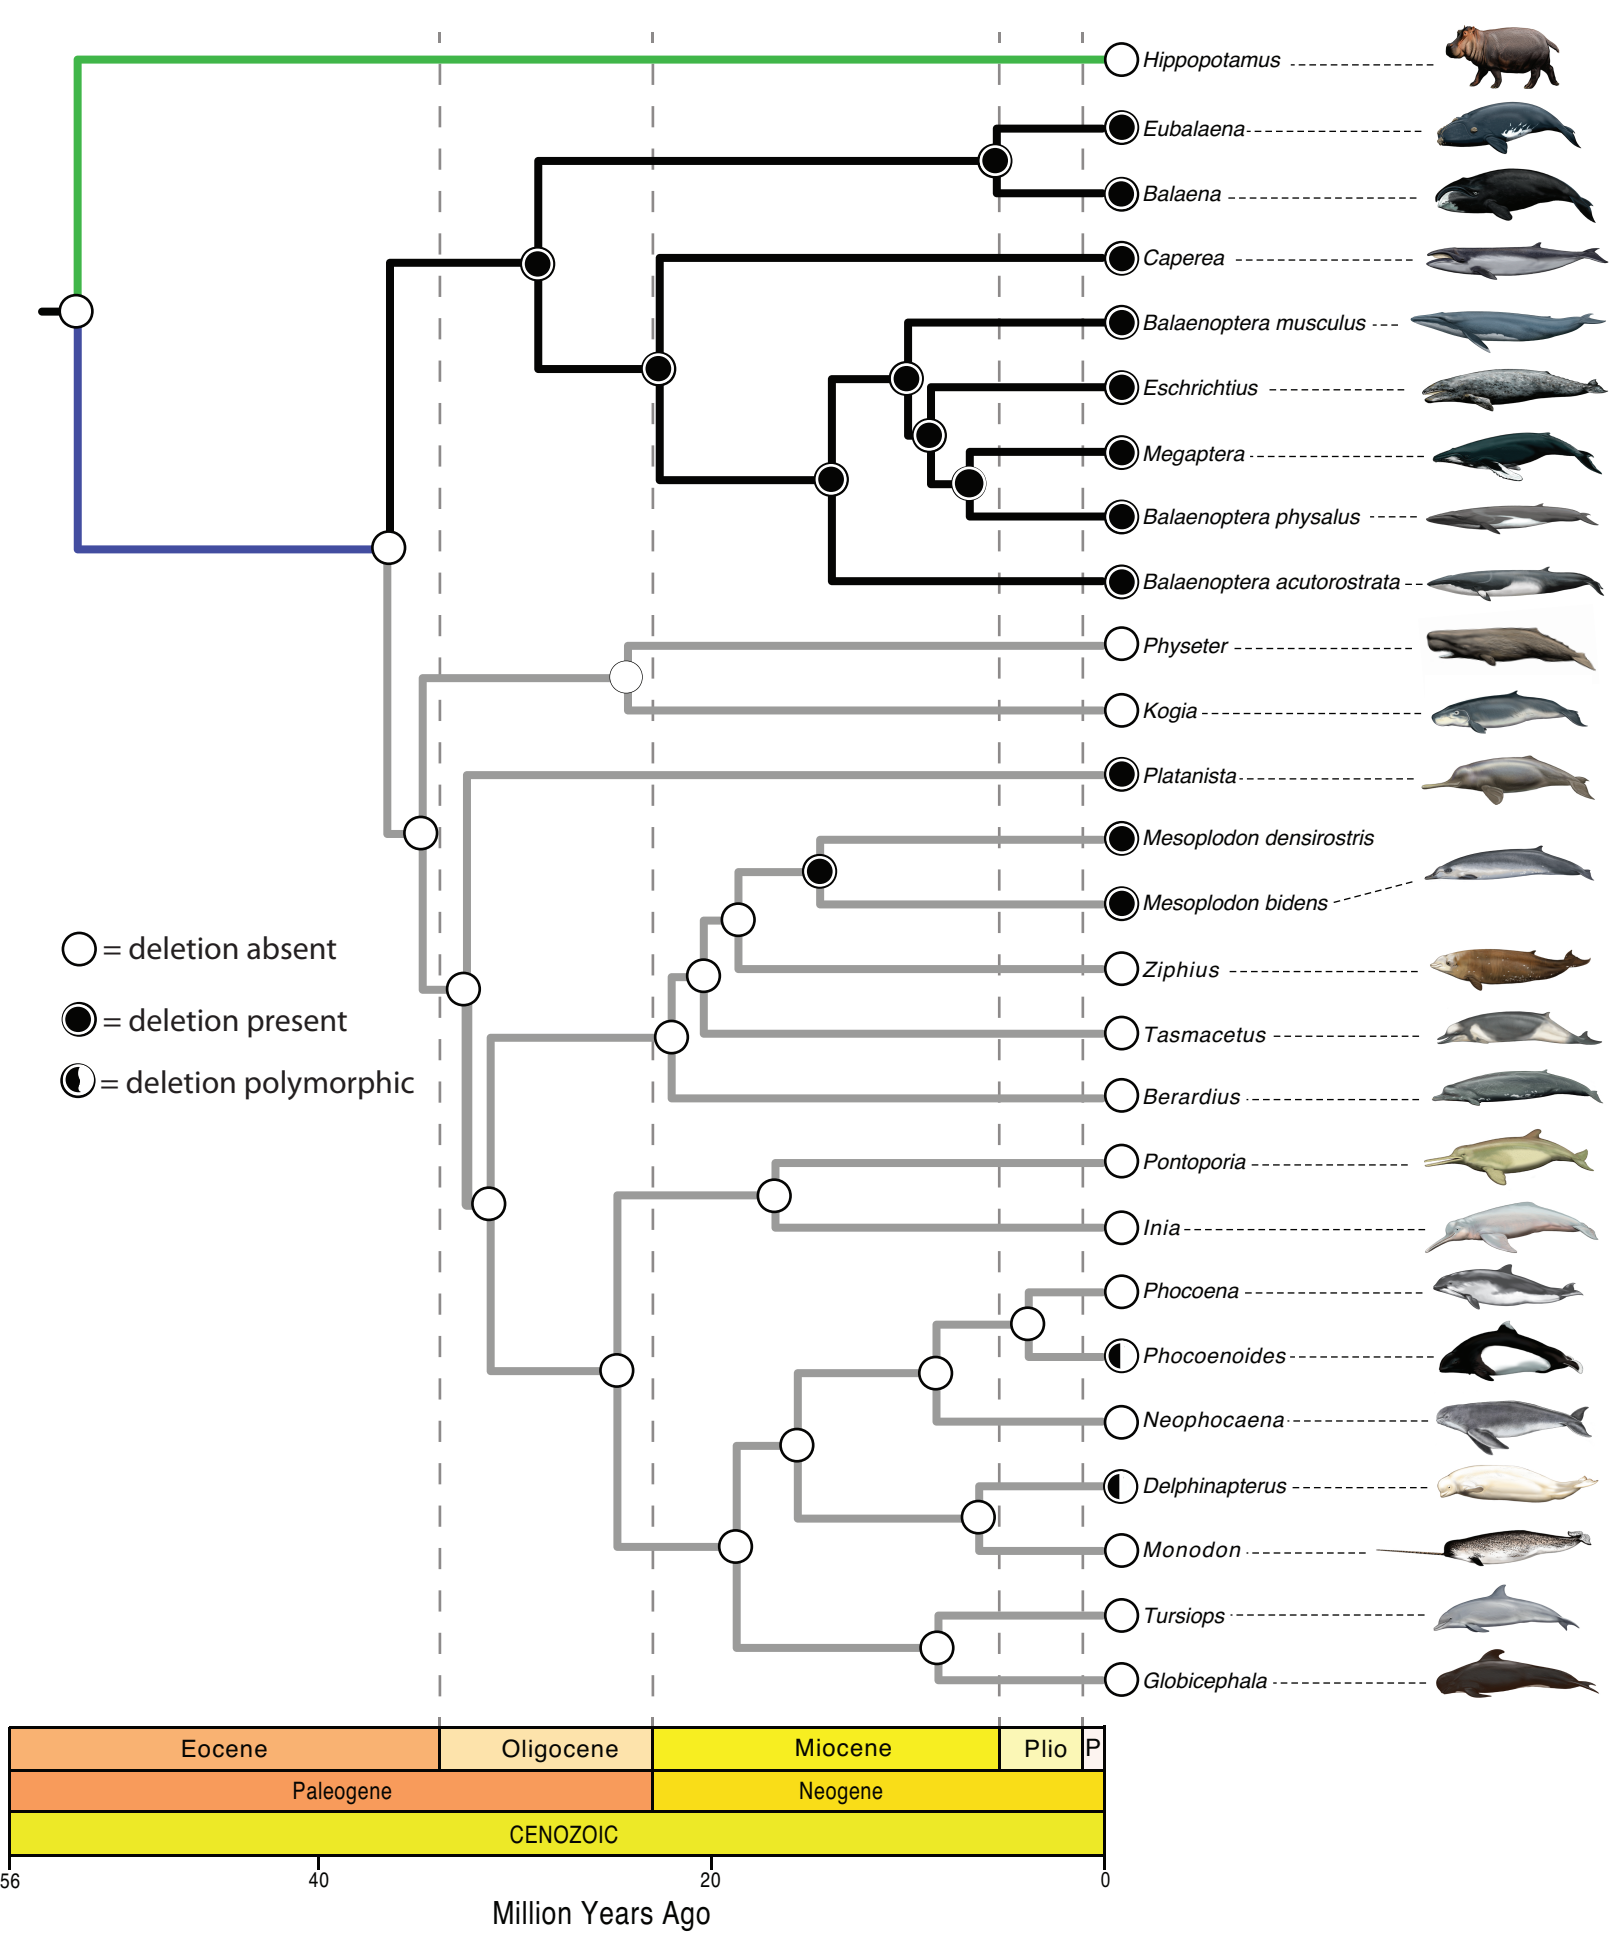 Hippopotamus
Eubalaena
Balaena
Caperea
Balaenoptera musculus
Eschrichtius
Megaptera
Balaenoptera physalus
Balaenoptera acutorostrata
Physeter
Kogia
Platanista
Mesoplodon densirostris
Mesoplodon bidens
= deletion absent
Ziphius
= deletion present
Tasmacetus
= deletion polymorphic
Berardius
Pontoporia
Inia
Phocoena
Phocoenoides
Neophocaena
Delphinapterus
Monodon
Tursiops
Globicephala
Eocene Oligocene Miocene Plio P
Paleogene Neogene
CENOZOIC
56 40 20 0
Million Years Ago